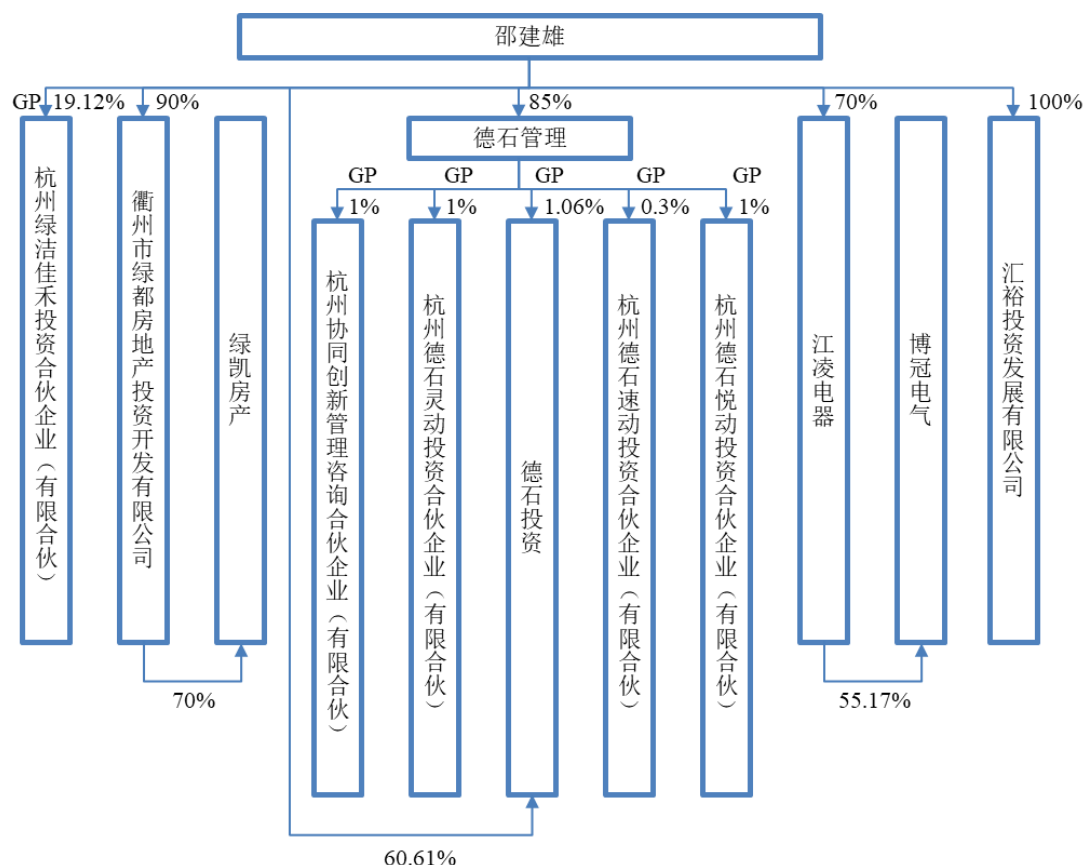 邵建雄
GP 19.12%
90%
85%
70%
100%
德石管理
GP
GP
GP
GP
GP
1%
1%
1.06%
0.3%
1%
杭州绿洁佳禾投资合伙企业（有限合伙）
衢州市绿都房地产投资开发有限公司
绿凯房产
杭州协同创新管理咨询合伙企业（有限合伙）
杭州德石灵动投资合伙企业（有限合伙）
德石投资
杭州德石速动投资合伙企业（有限合伙）
杭州德石悦动投资合伙企业（有限合伙）
江凌电器
博冠电气
汇裕投资发展有限公司
70%
55.17%
60.61%